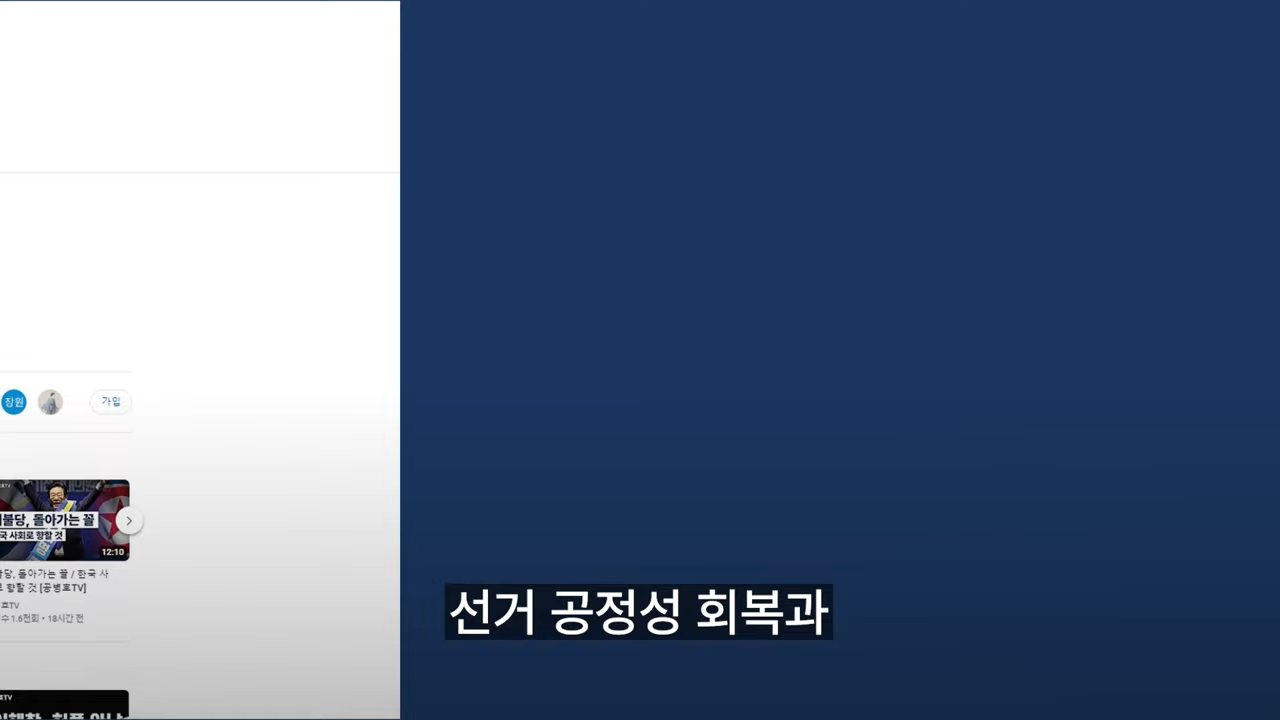 장원
가입
불당, 돌아가는 꼴
국 사회로 향할 것
12:10
당, 돌아가는 꼴 / 한국 사
로 향할 것 [공병호TV]
호TV
수 1.6천회 • 18시간 전
선거 공정성 회복과